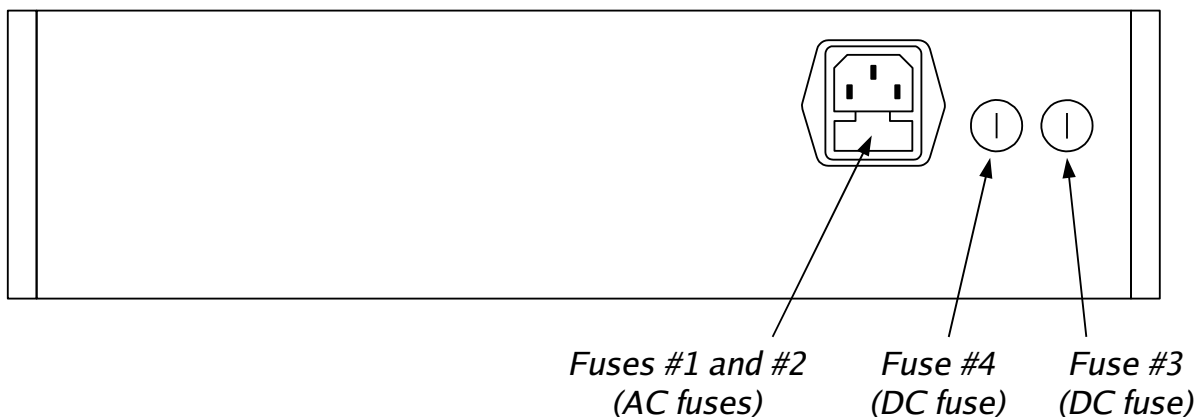 Fuses #1 and #2
(AC fuses)
Fuse #4
(DC fuse)
Fuse #3
(DC fuse)